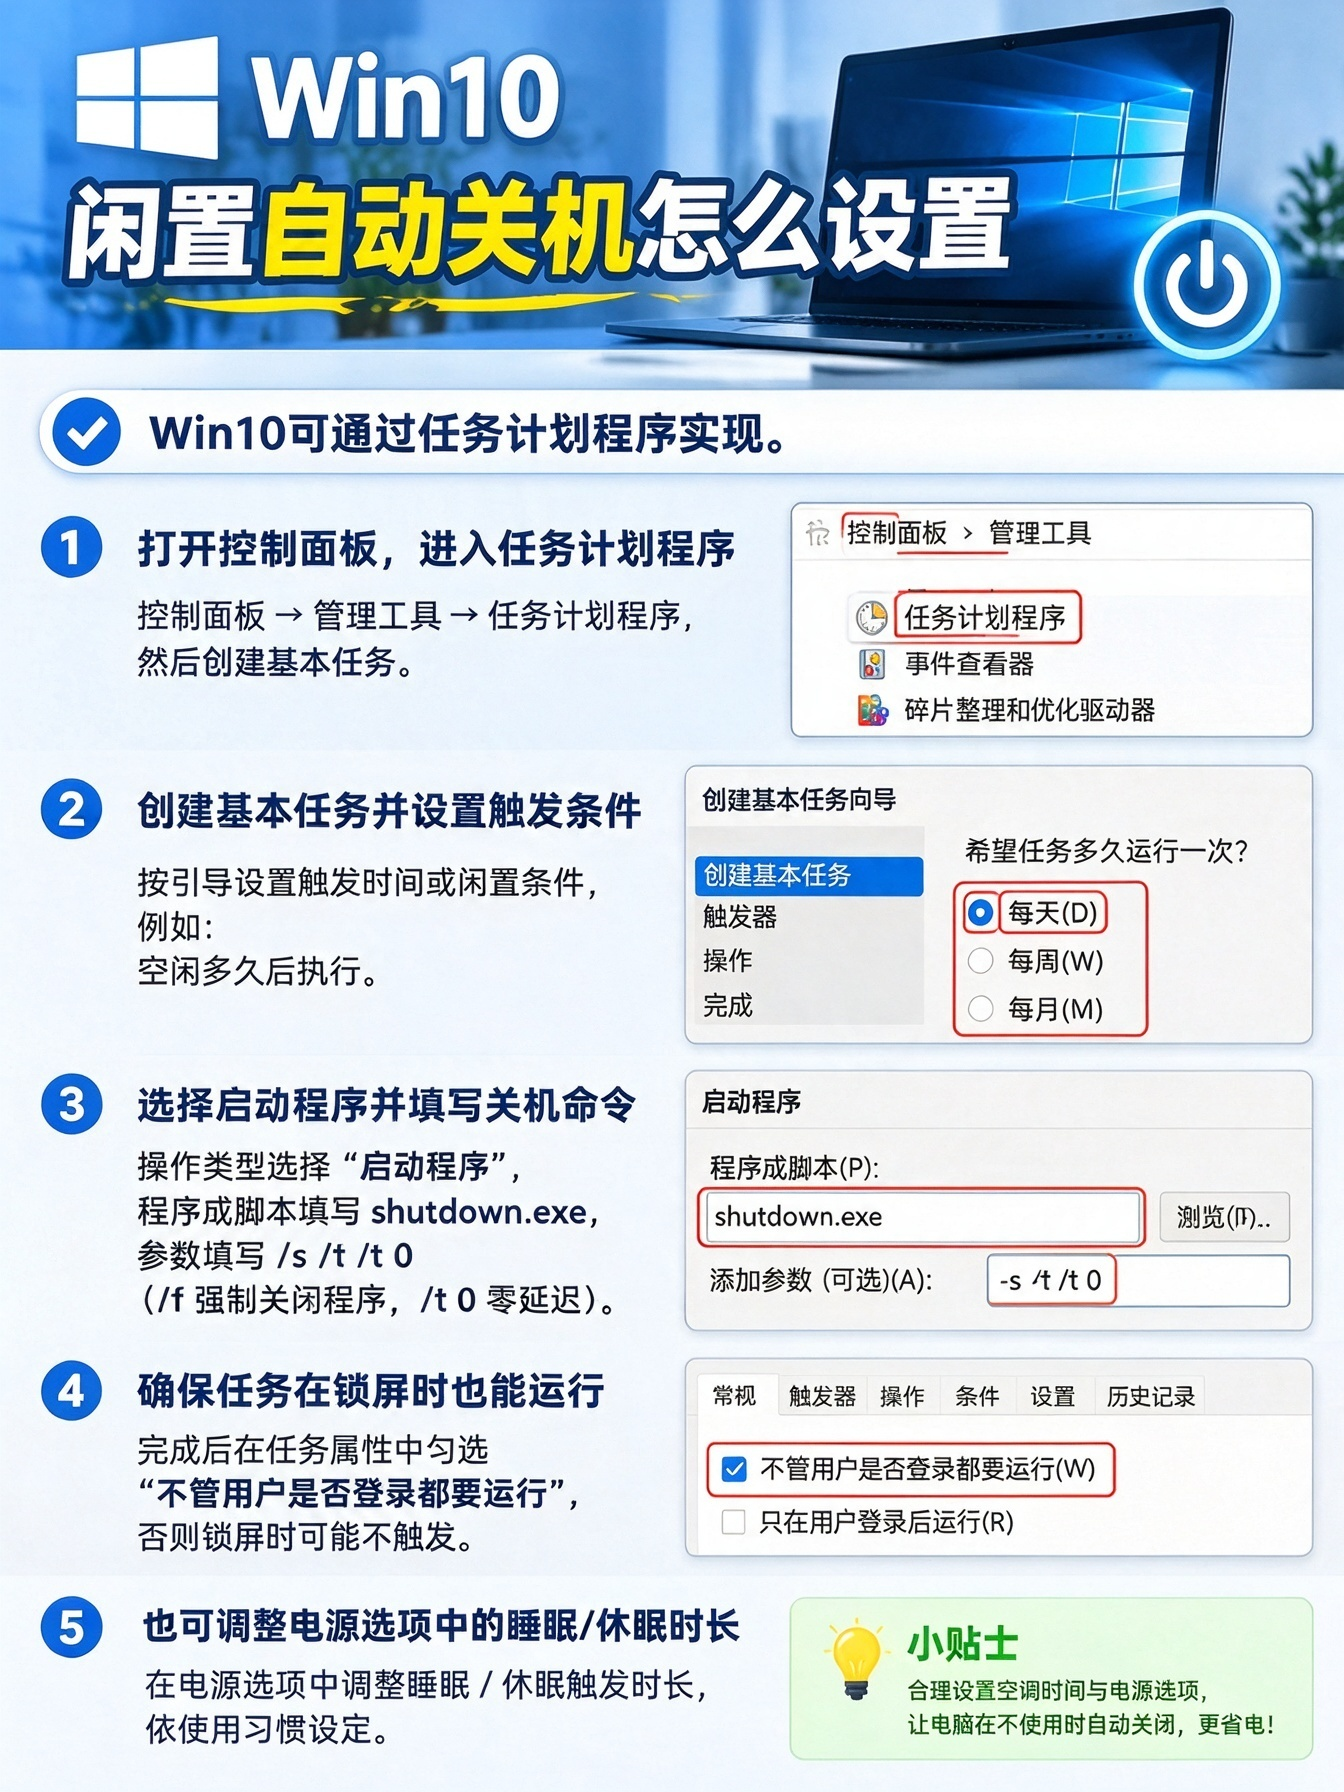 Win10
闲置自动关机怎么设置
Win10可通过任务计划程序实现。
1 打开控制面板，进入任务计划程序
控制面板 → 管理工具 → 任务计划程序，
然后创建基本任务。
控制面板 › 管理工具
任务计划程序
事件查看器
碎片整理和优化驱动器
2 创建基本任务并设置触发条件
按引导设置触发时间或闲置条件，
例如：
空闲多久后执行。
创建基本任务向导
创建基本任务
触发器
操作
完成
希望任务多久运行一次？
每天(D)
每周(W)
每月(M)
3 选择启动程序并填写关机命令
操作类型选择 “启动程序”，
程序成脚本填写 shutdown.exe，
参数填写 /s /t /t 0
（/f 强制关闭程序，/t 0 零延迟）。
启动程序
程序成脚本(P):
shutdown.exe
添加参数 (可选)(A):
-s /t /t 0
4 确保任务在锁屏时也能运行
完成后在任务属性中勾选
“不管用户是否登录都要运行”，
否则锁屏时可能不触发。
常规 触发器 操作 条件 设置 历史记录
不管用户是否登录都要运行(W)
只在用户登录后运行(R)
5 也可调整电源选项中的睡眠/休眠时长
在电源选项中调整睡眠 / 休眠触发时长，
依使用习惯设定。
小贴士
合理设置空调时间与电源选项，
让电脑在不使用时自动关闭，更省电！